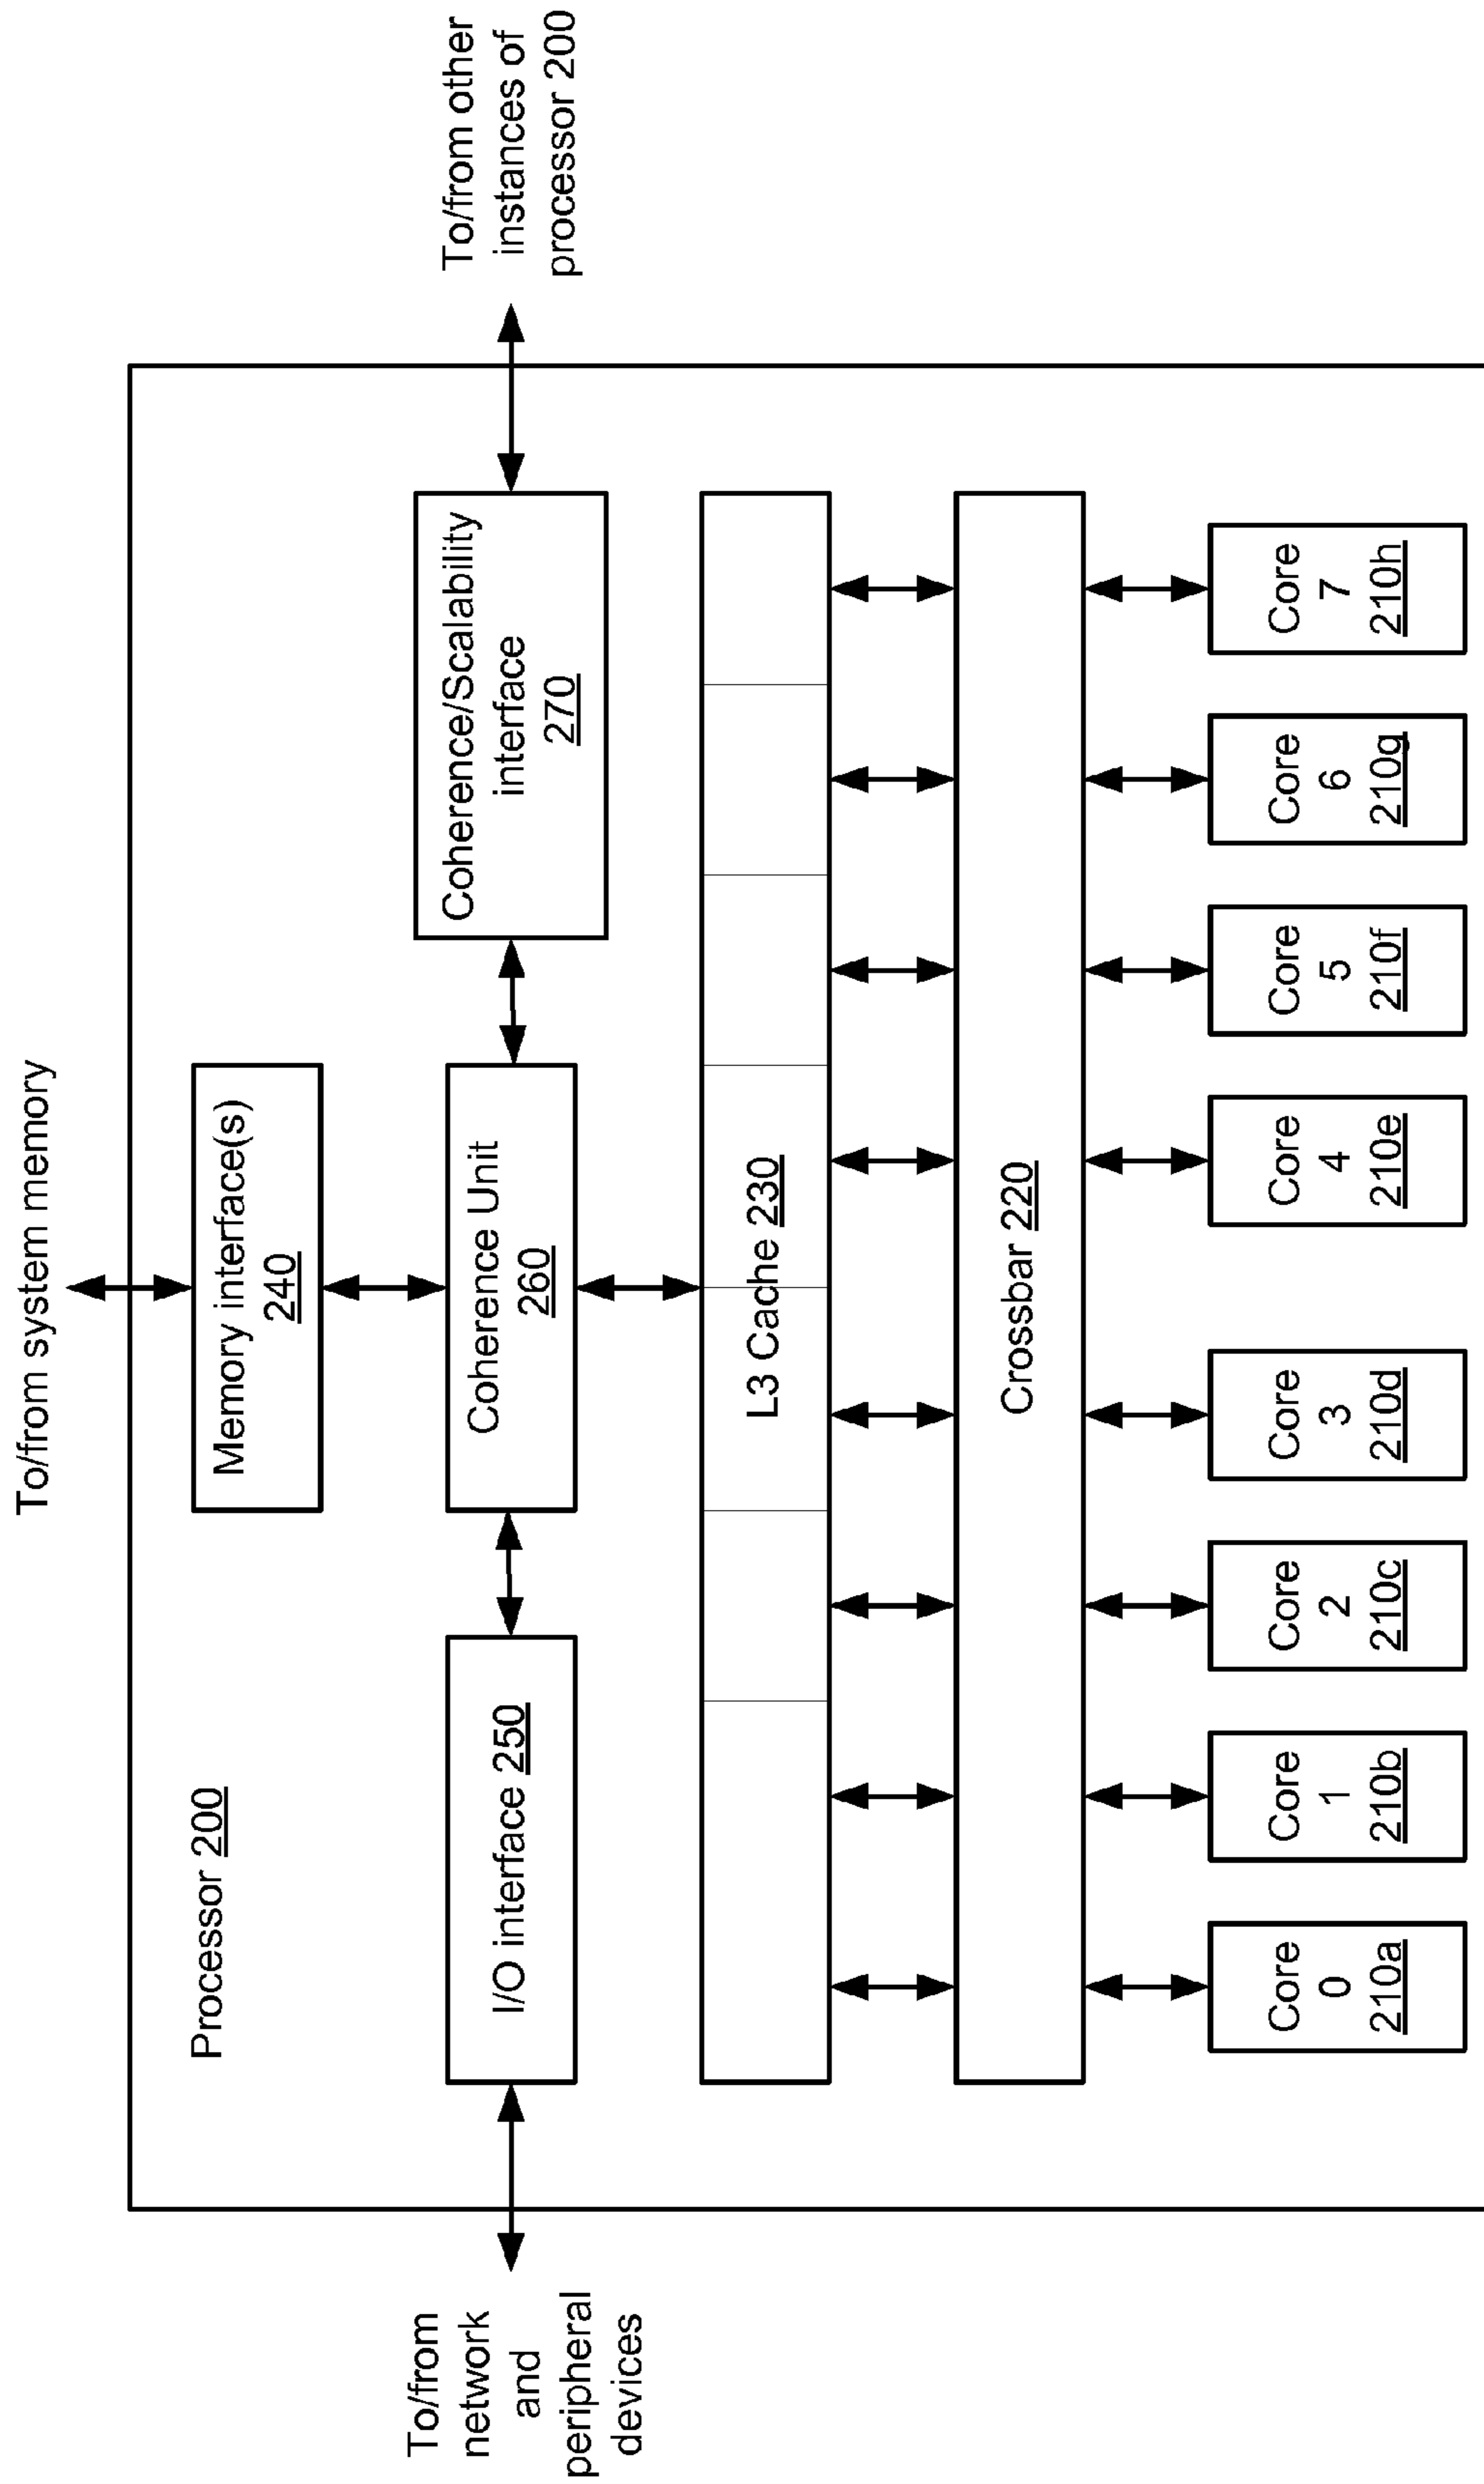 To/from system memory
Processor 200
Memory interface(s)
240
To/from
network
and
peripheral
devices
I/O interface 250
Coherence Unit
260
Coherence/Scalability
interface
270
To/from other
instances of
processor 200
L3 Cache 230
Crossbar 220
Core
0
210a
Core
1
210b
Core
2
210c
Core
3
210d
Core
4
210e
Core
5
210f
Core
6
210g
Core
7
210h